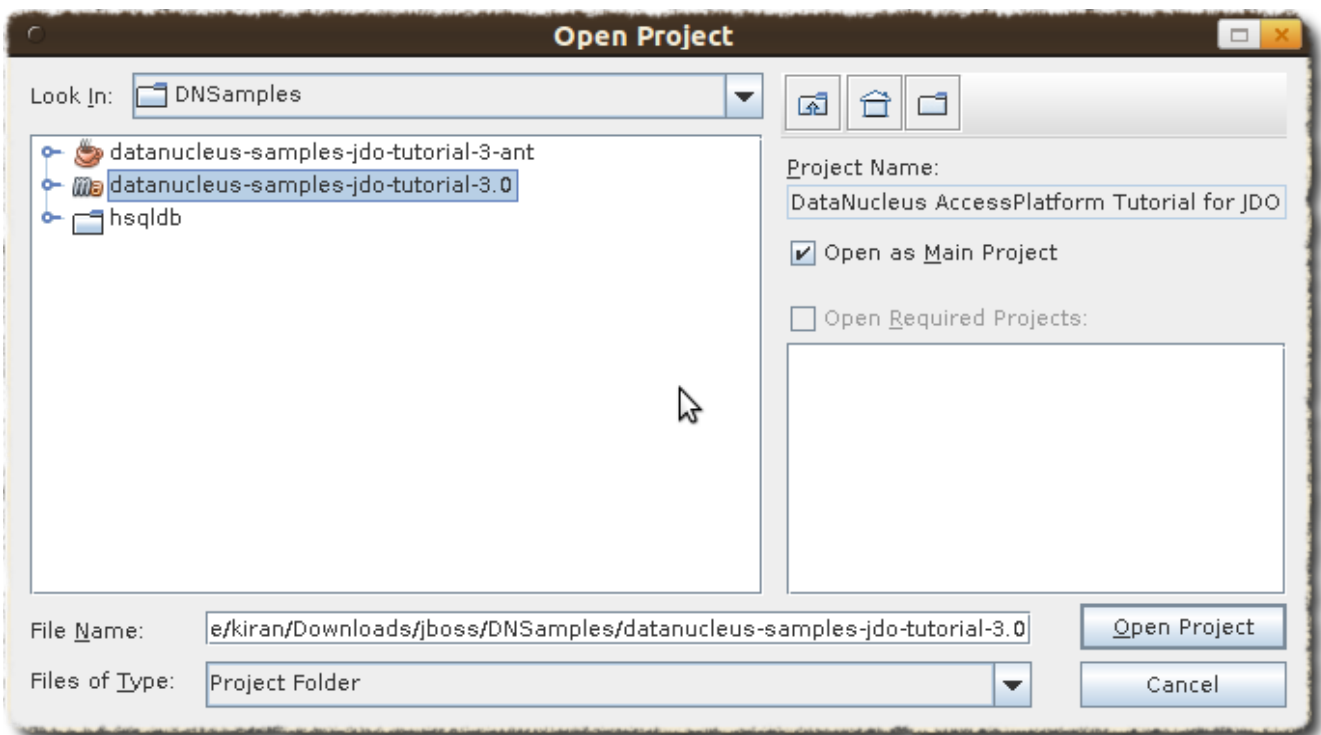 Open Project
Look In: DNSamples
datanucleus-samples-jdo-tutorial-3-ant
datanucleus-samples-jdo-tutorial-3.0
hsqldb
Project Name:
DataNucleus AccessPlatform Tutorial for JDO
Open as Main Project
Open Required Projects:
File Name: e/kiran/Downloads/jboss/DNSamples/datanucleus-samples-jdo-tutorial-3.0
Open Project
Files of Type: Project Folder
Cancel